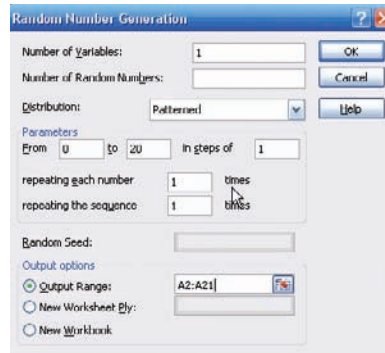 Random Number Generation
Number of Variables: 1 OK
Number of Random Numbers: Cancel
Distribution: Patterned Help
Parameters
From 0 to 20 in steps of 1
repeating each number 1 times
repeating the sequence 1 times
Random Seed:
Output options
Output Range: A2:A21
New Worksheet Ply:
New Workbook